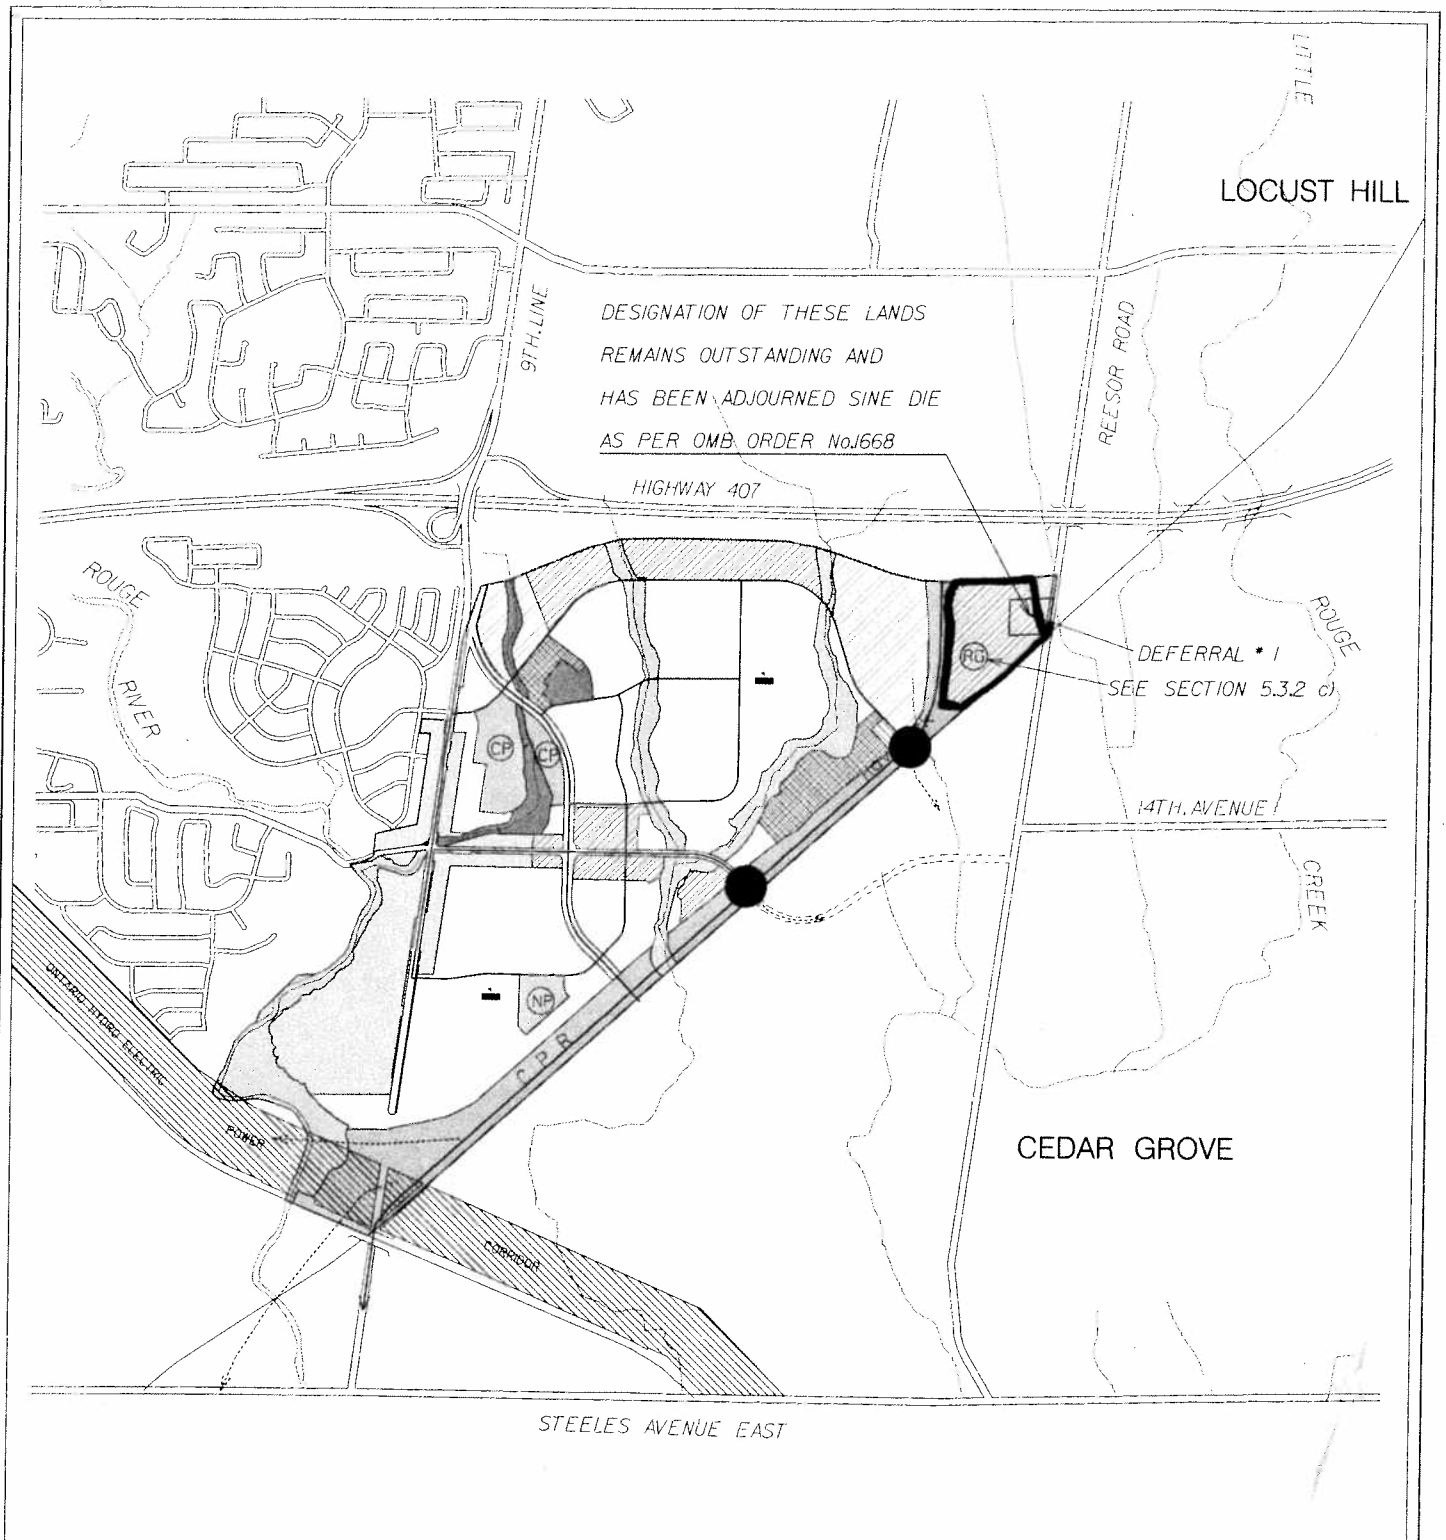 LITTLE
LOCUST HILL
DESIGNATION OF THESE LANDS
REMAINS OUTSTANDING AND
HAS BEEN ADJOURNED SINE DIE
AS PER OMB ORDER No.1668
9TH. LINE
REESOR ROAD
HIGHWAY 407
ROUGE
RIVER
ROUGE
DEFERRAL * 1
RG
SEE SECTION 5.3.2 c)
CP
CP
14TH. AVENUE
CREEK
NP
C P R
ONTARIO HYDRO ELECTRIC
POWER
CORRIDOR
CEDAR GROVE
STEELES AVENUE EAST